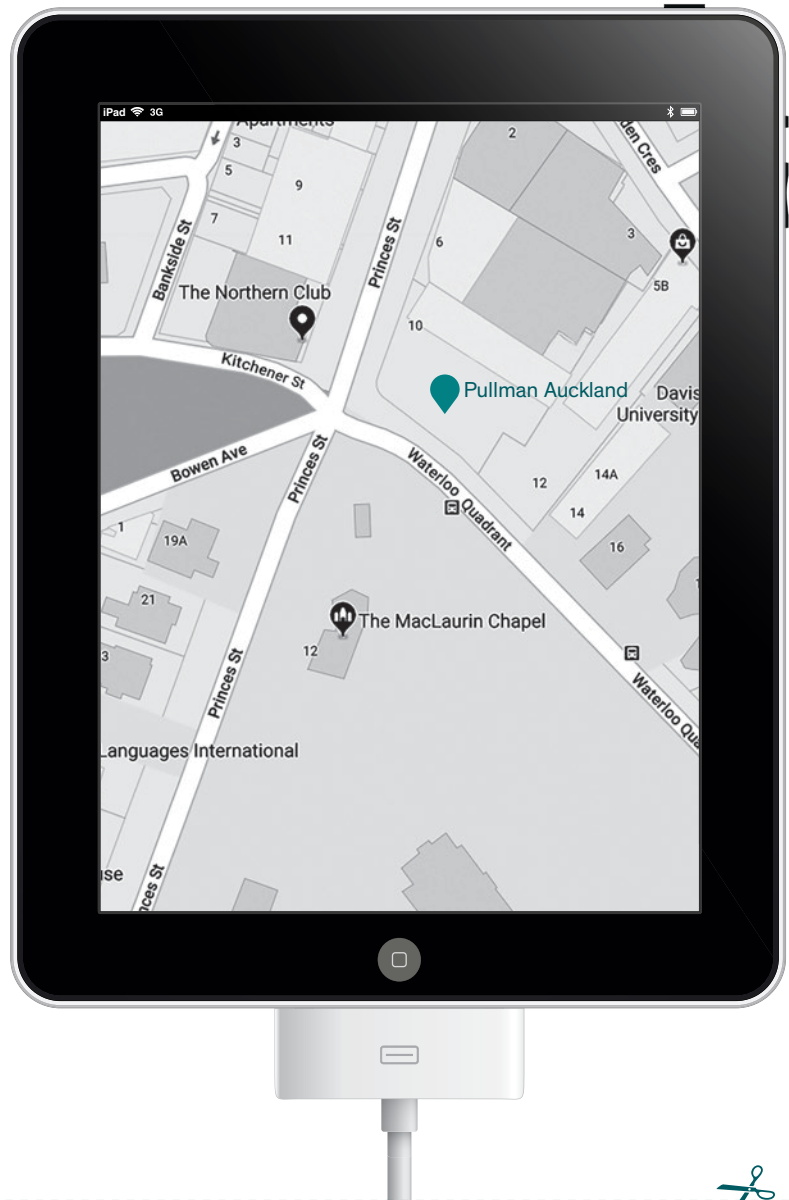 iPad 3G
Apartments
2
den Cres
3
5
9
7
11
6
3
Bankside St
Princes St
The Northern Club
5B
10
Kitchener St
Pullman Auckland
Davis
University
Bowen Ave
Princes St
Waterloo Quadrant
12
14A
14
1
19A
16
21
The MacLaurin Chapel
12
3
Princes St
Waterloo Qua
Languages International
use
nces St